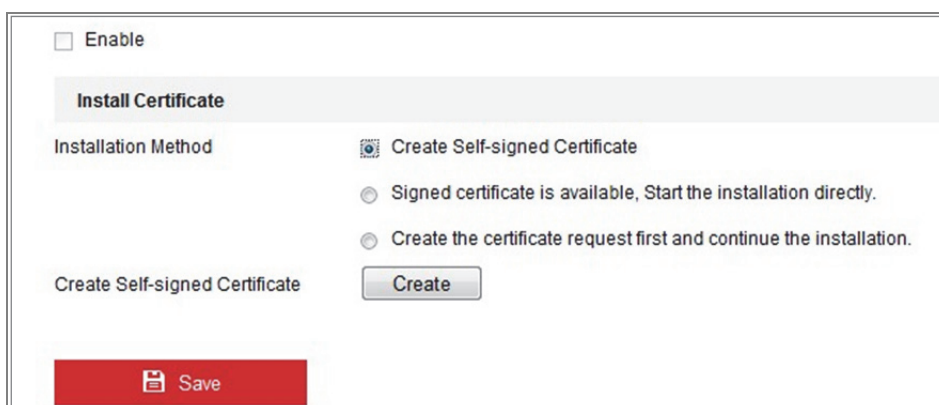 Enable
Install Certificate
Installation Method
Create Self-signed Certificate
Signed certificate is available, Start the installation directly.
Create the certificate request first and continue the installation.
Create Self-signed Certificate
Create
Save